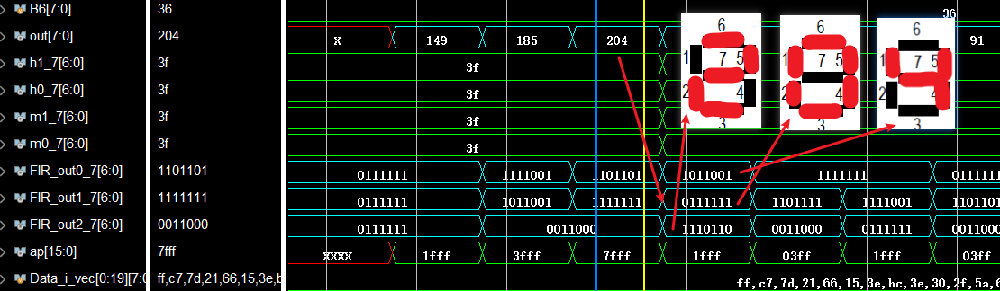 B6[7:0] 36 36
out[7:0] 204 X 149 185 204 91
h1_7[6:0] 3f 3f
h0_7[6:0] 3f 3f
m1_7[6:0] 3f 3f
m0_7[6:0] 3f 3f
FIR_out0_7[6:0] 1101101 0111111 1111001 1101101 1011001 1111111 011111
FIR_out1_7[6:0] 1111111 0111111 1011001 1111111 0111111 1101111 1111001 110110
FIR_out2_7[6:0] 0011000 0111111 0011000 1110110 0011000 0111111 001100
ap[15:0] 7fff XXXX 1fff 3fff 7fff 1fff 03ff 1fff 03ff
Data_i_vec[0:19][7:0 ff,c7,7d,21,66,15,3e,b ff,c7,7d,21,66,15,3e,bc,3e,30,2f,5a,6
6
1 7 5
2 4
3
6
1 7 5
2 4
3
6
1 7 5
2 4
3